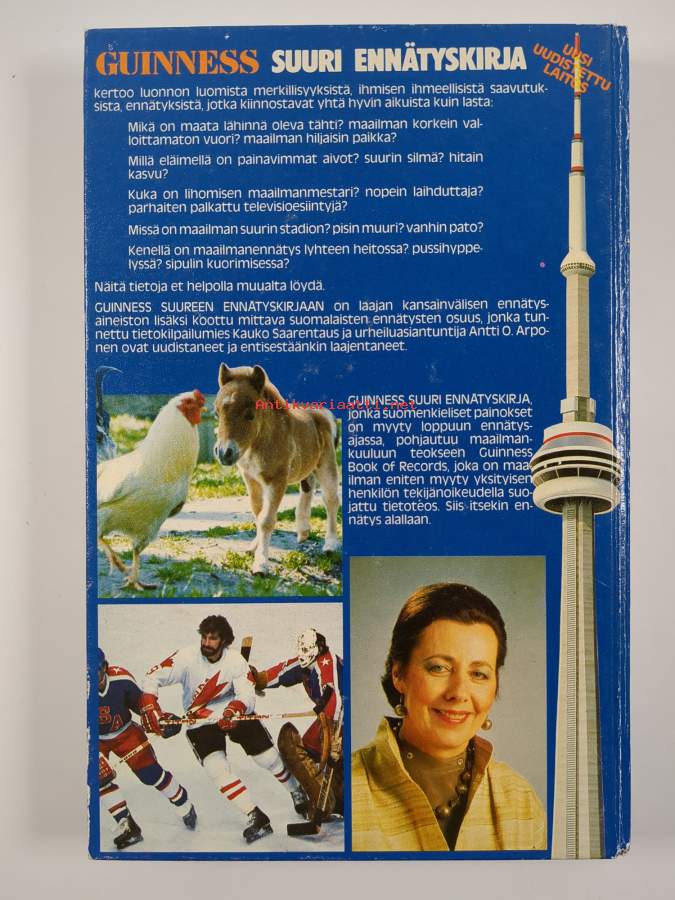 GUINNESS SUURI ENNÄTYSKIRJA
UUSI
UUDISTETTU
LAITOS
kertoo luonnon luomista merkillisyyksistä, ihmisen ihmeellisistä saavutuk-
sista, ennätyksistä, jotka kiinnostavat yhtä hyvin aikuista kuin lasta:
Mikä on maata lähinnä oleva tähti? maailman korkein val-
loittamaton vuori? maailman hiljaisin paikka?
Millä eläimellä on painavimmat aivot? suurin silmä? hitain
kasvu?
Kuka on lihomisen maailmanmestari? nopein laihduttaja?
parhaiten palkattu televisioesiintyjä?
Missä on maailman suurin stadion? pisin muuri? vanhin pato?
Kenellä on maailmanennätys lyhteen heitossa? pussihyppe-
lyssä? sipulin kuorimisessa?
Näitä tietoja et helpolla muualta löydä.
GUINNESS SUUREEN ENNÄTYSKIRJAAN on laajan kansainvälisen ennätys-
aineiston lisäksi koottu mittava suomalaisten ennätysten osuus, jonka tun-
nettu tietokilpailumies Kauko Saarentaus ja urheiluasiantuntija Antti O. Arpo-
nen ovat uudistaneet ja entisestäänkin laajentaneet.
GUINNESS SUURI ENNÄTYSKIRJA,
jonka suomenkieliset painokset
on myyty loppuun ennätys-
ajassa, pohjautuu maailman-
kuuluun teokseen Guinness
Book of Records, joka on maa-
ilman eniten myyty yksityisen
henkilön tekijänoikeudella suo-
jattu tietoteos. Siis itsekin en-
nätys alallaan.
Antikvariaatti.net